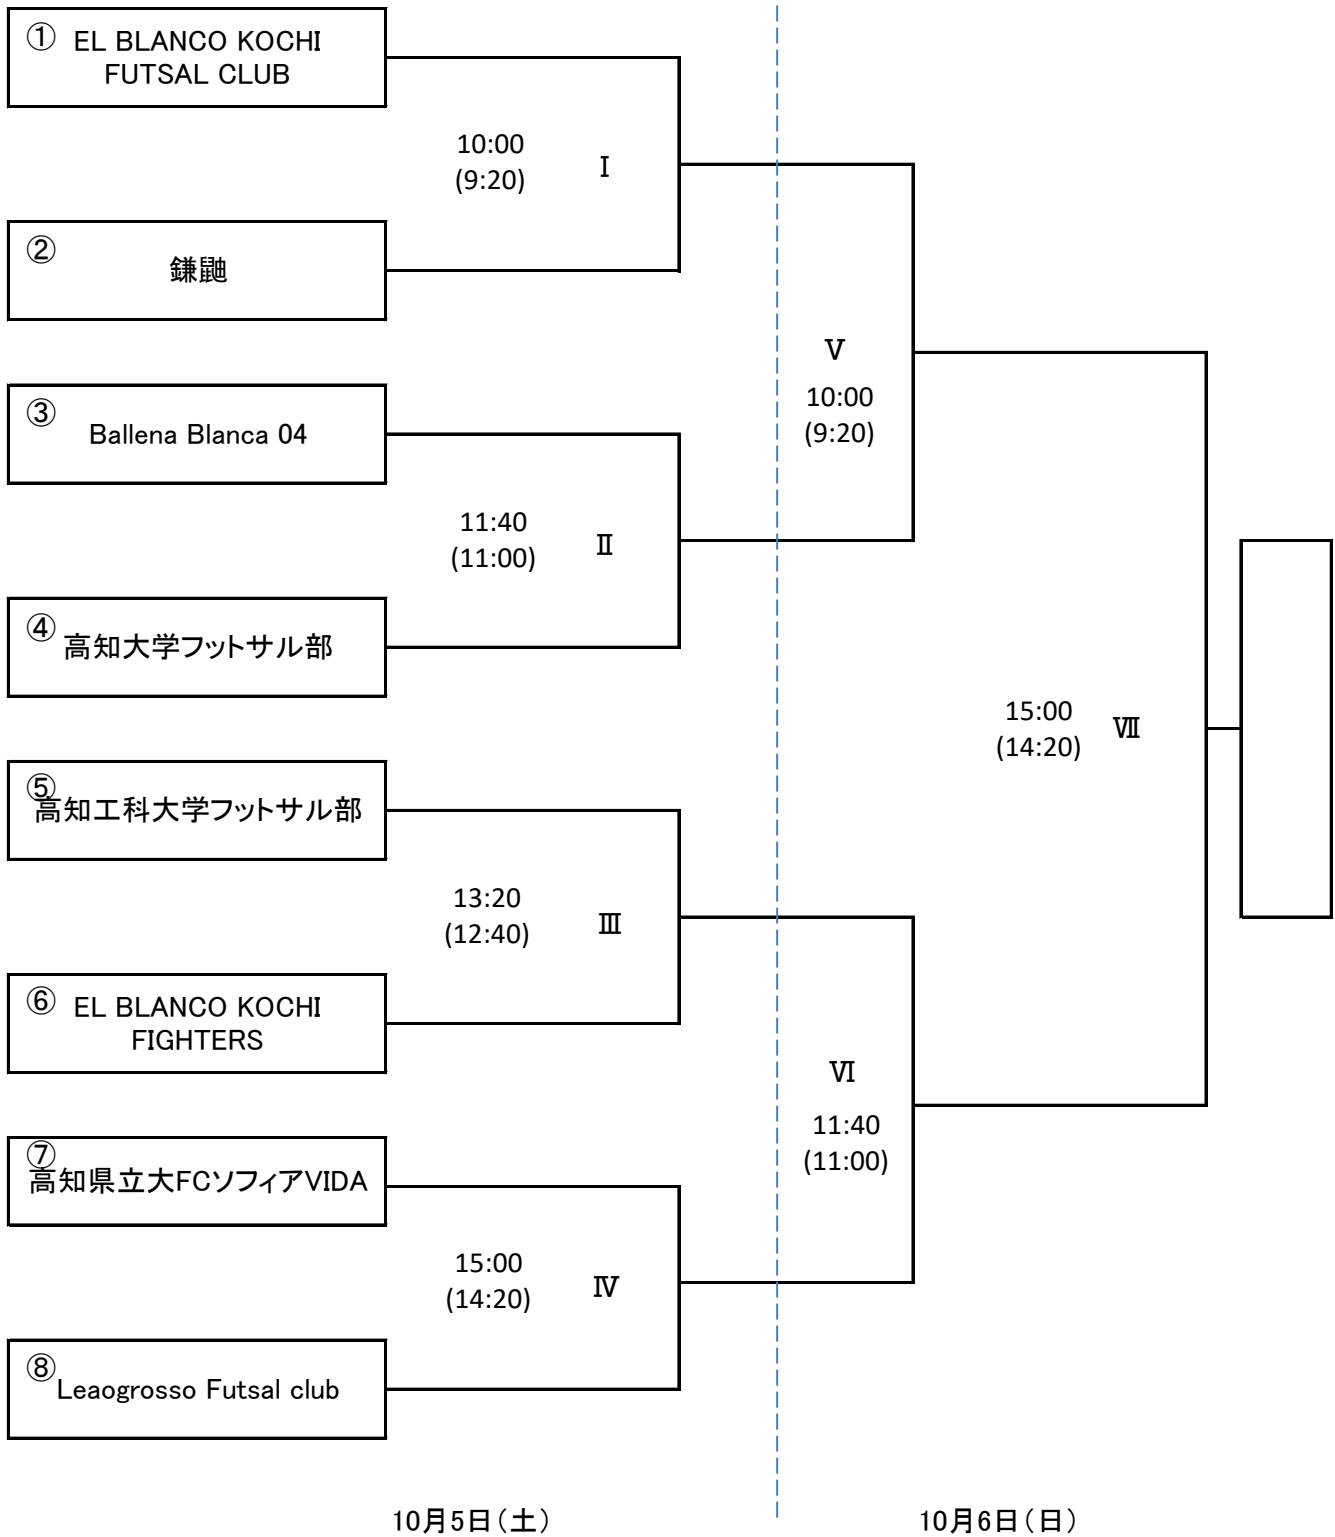 ① EL BLANCO KOCHI
FUTSAL CLUB
10:00
(9:20)
Ⅰ
②
鎌鼬
Ⅴ
10:00
(9:20)
③
Ballena Blanca 04
11:40
(11:00)
Ⅱ
④
高知大学フットサル部
15:00
(14:20)
Ⅶ
⑤
高知工科大学フットサル部
13:20
(12:40)
Ⅲ
⑥ EL BLANCO KOCHI
FIGHTERS
Ⅵ
11:40
(11:00)
⑦
高知県立大FCソフィアVIDA
15:00
(14:20)
Ⅳ
⑧
Leaogrosso Futsal club
10月5日(土)
10月6日(日)